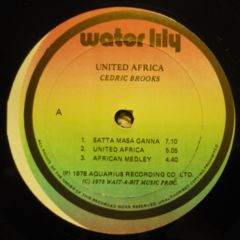 water lily
UNITED AFRICA
CEDRIC BROOKS
A
1. SATTA MASA GANNA 7.10
2. UNITED AFRICA 5.05
3. AFRICAN MEDLEY 4.40
(P) 1978 AQUARIUS RECORDING CO. LTD.
(C) 1978 WAIT-A-BIT MUSIC PROD.